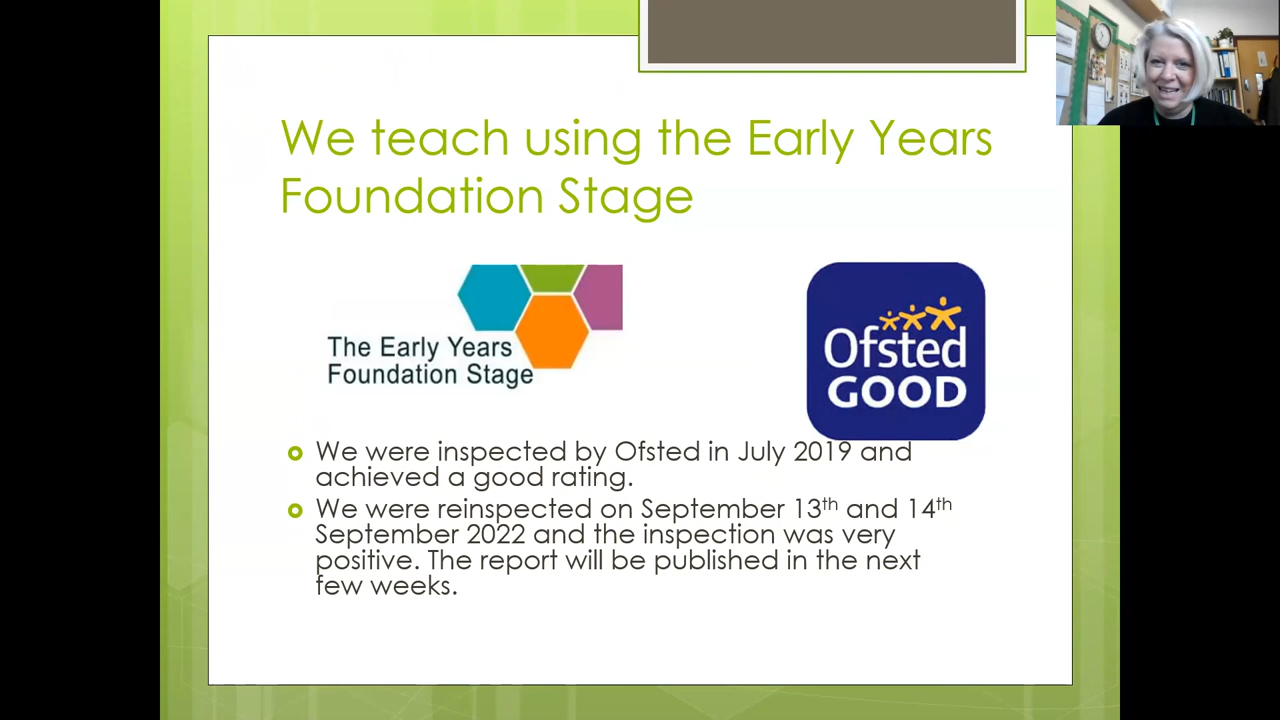 We teach using the Early Years
Foundation Stage
The Early Years
Foundation Stage
Ofsted
GOOD
We were inspected by Ofsted in July 2019 and
achieved a good rating.
We were reinspected on September 13th and 14th
September 2022 and the inspection was very
positive. The report will be published in the next
few weeks.